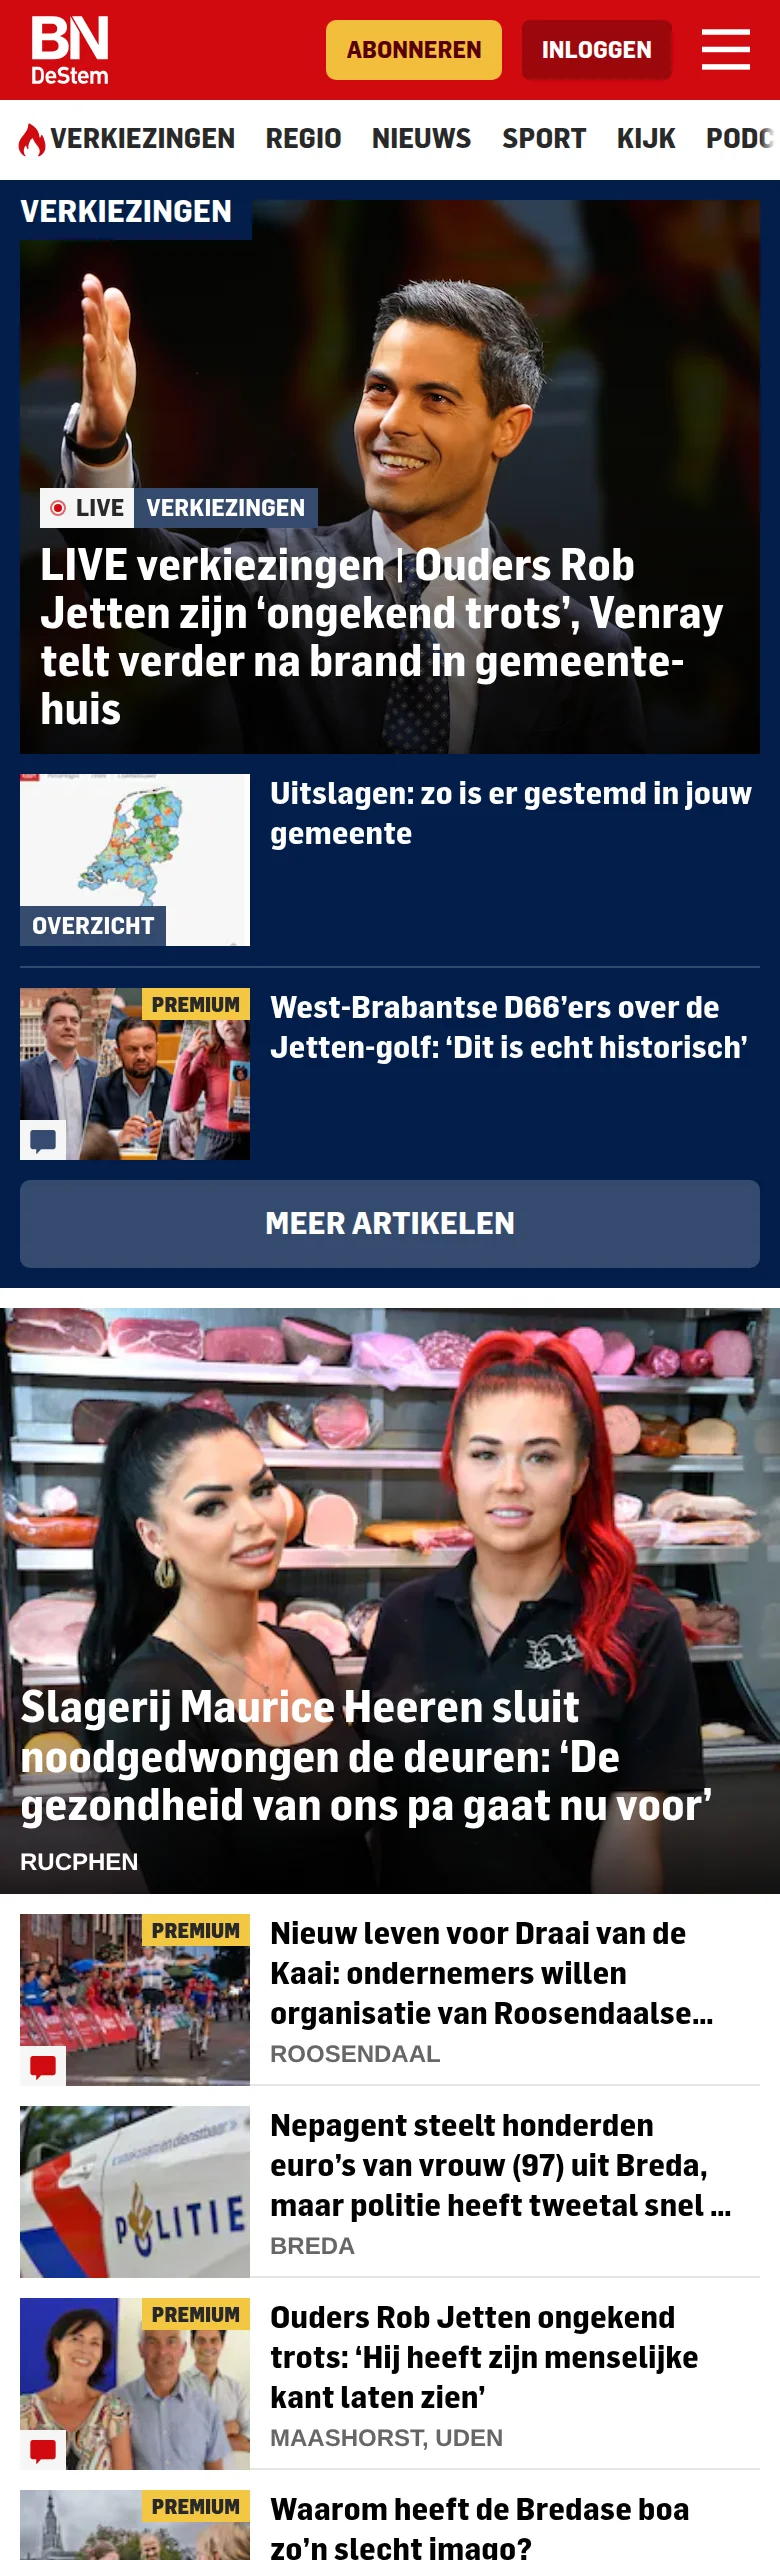 BN
DeStem
ABONNEREN
INLOGGEN
VERKIEZINGEN
REGIO
NIEUWS
SPORT
KIJK
PODC
VERKIEZINGEN
LIVE
VERKIEZINGEN
LIVE verkiezingen | Ouders Rob
Jetten zijn ‘ongekend trots’, Venray
telt verder na brand in gemeente-
huis
OVERZICHT
Uitslagen: zo is er gestemd in jouw
gemeente
PREMIUM
West-Brabantse D66’ers over de
Jetten-golf: ‘Dit is echt historisch’
MEER ARTIKELEN
Slagerij Maurice Heeren sluit
noodgedwongen de deuren: ‘De
gezondheid van ons pa gaat nu voor’
RUCPHEN
PREMIUM
Nieuw leven voor Draai van de
Kaai: ondernemers willen
organisatie van Roosendaalse...
ROOSENDAAL
POLITIE
Nepagent steelt honderden
euro’s van vrouw (97) uit Breda,
maar politie heeft tweetal snel ...
BREDA
PREMIUM
Ouders Rob Jetten ongekend
trots: ‘Hij heeft zijn menselijke
kant laten zien’
MAASHORST, UDEN
PREMIUM
Waarom heeft de Bredase boa
zo’n slecht imago?